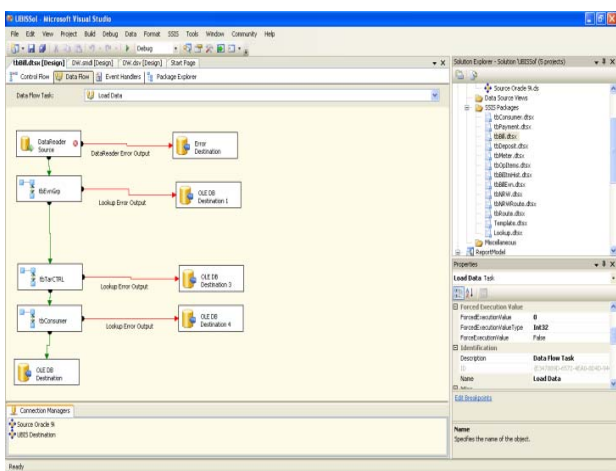 UBISSol - Microsoft Visual Studio
File Edit View Project Build Debug Data Format SSIS Tools Window Community Help
Debug
tbBill.dtsx [Design] DW.smd [Design] DW.dsv [Design] Start Page
Control Flow Data Flow Event Handlers Package Explorer
Data Flow Task: Load Data
DataReader Source
DataReader Error Output
Error Destination
tbEvnGrp
Lookup Error Output
OLE DB Destination 1
tbTarCTRL
Lookup Error Output
OLE DB Destination 3
tbConsumer
Lookup Error Output
OLE DB Destination 4
OLE DB Destination
Connection Managers
Source Oracle 9i
UBIS Destination
Ready
Solution Explorer - Solution 'UBISSol' (5 projects)
Source Oracle 9i.ds
Data Source Views
SSIS Packages
tbConsumer.dtsx
tbPayment.dtsx
tbBill.dtsx
tbDeposit.dtsx
tbMeter.dtsx
tbOpItems.dtsx
tbBillInHist.dtsx
tbBillEvn.dtsx
tbNRW.dtsx
tbNRWRoute.dtsx
tbRoute.dtsx
Template.dtsx
Lookup.dtsx
Miscellaneous
ReportModel
Properties
Load Data Task
Forced Execution Value
ForcedExecutionValue 0
ForcedExecutionValueType Int32
ForceExecutionValue False
Identification
Description Data Flow Task
ID
Name Load Data
Misc
Edit Breakpoints
Name
Specifies the name of the object.